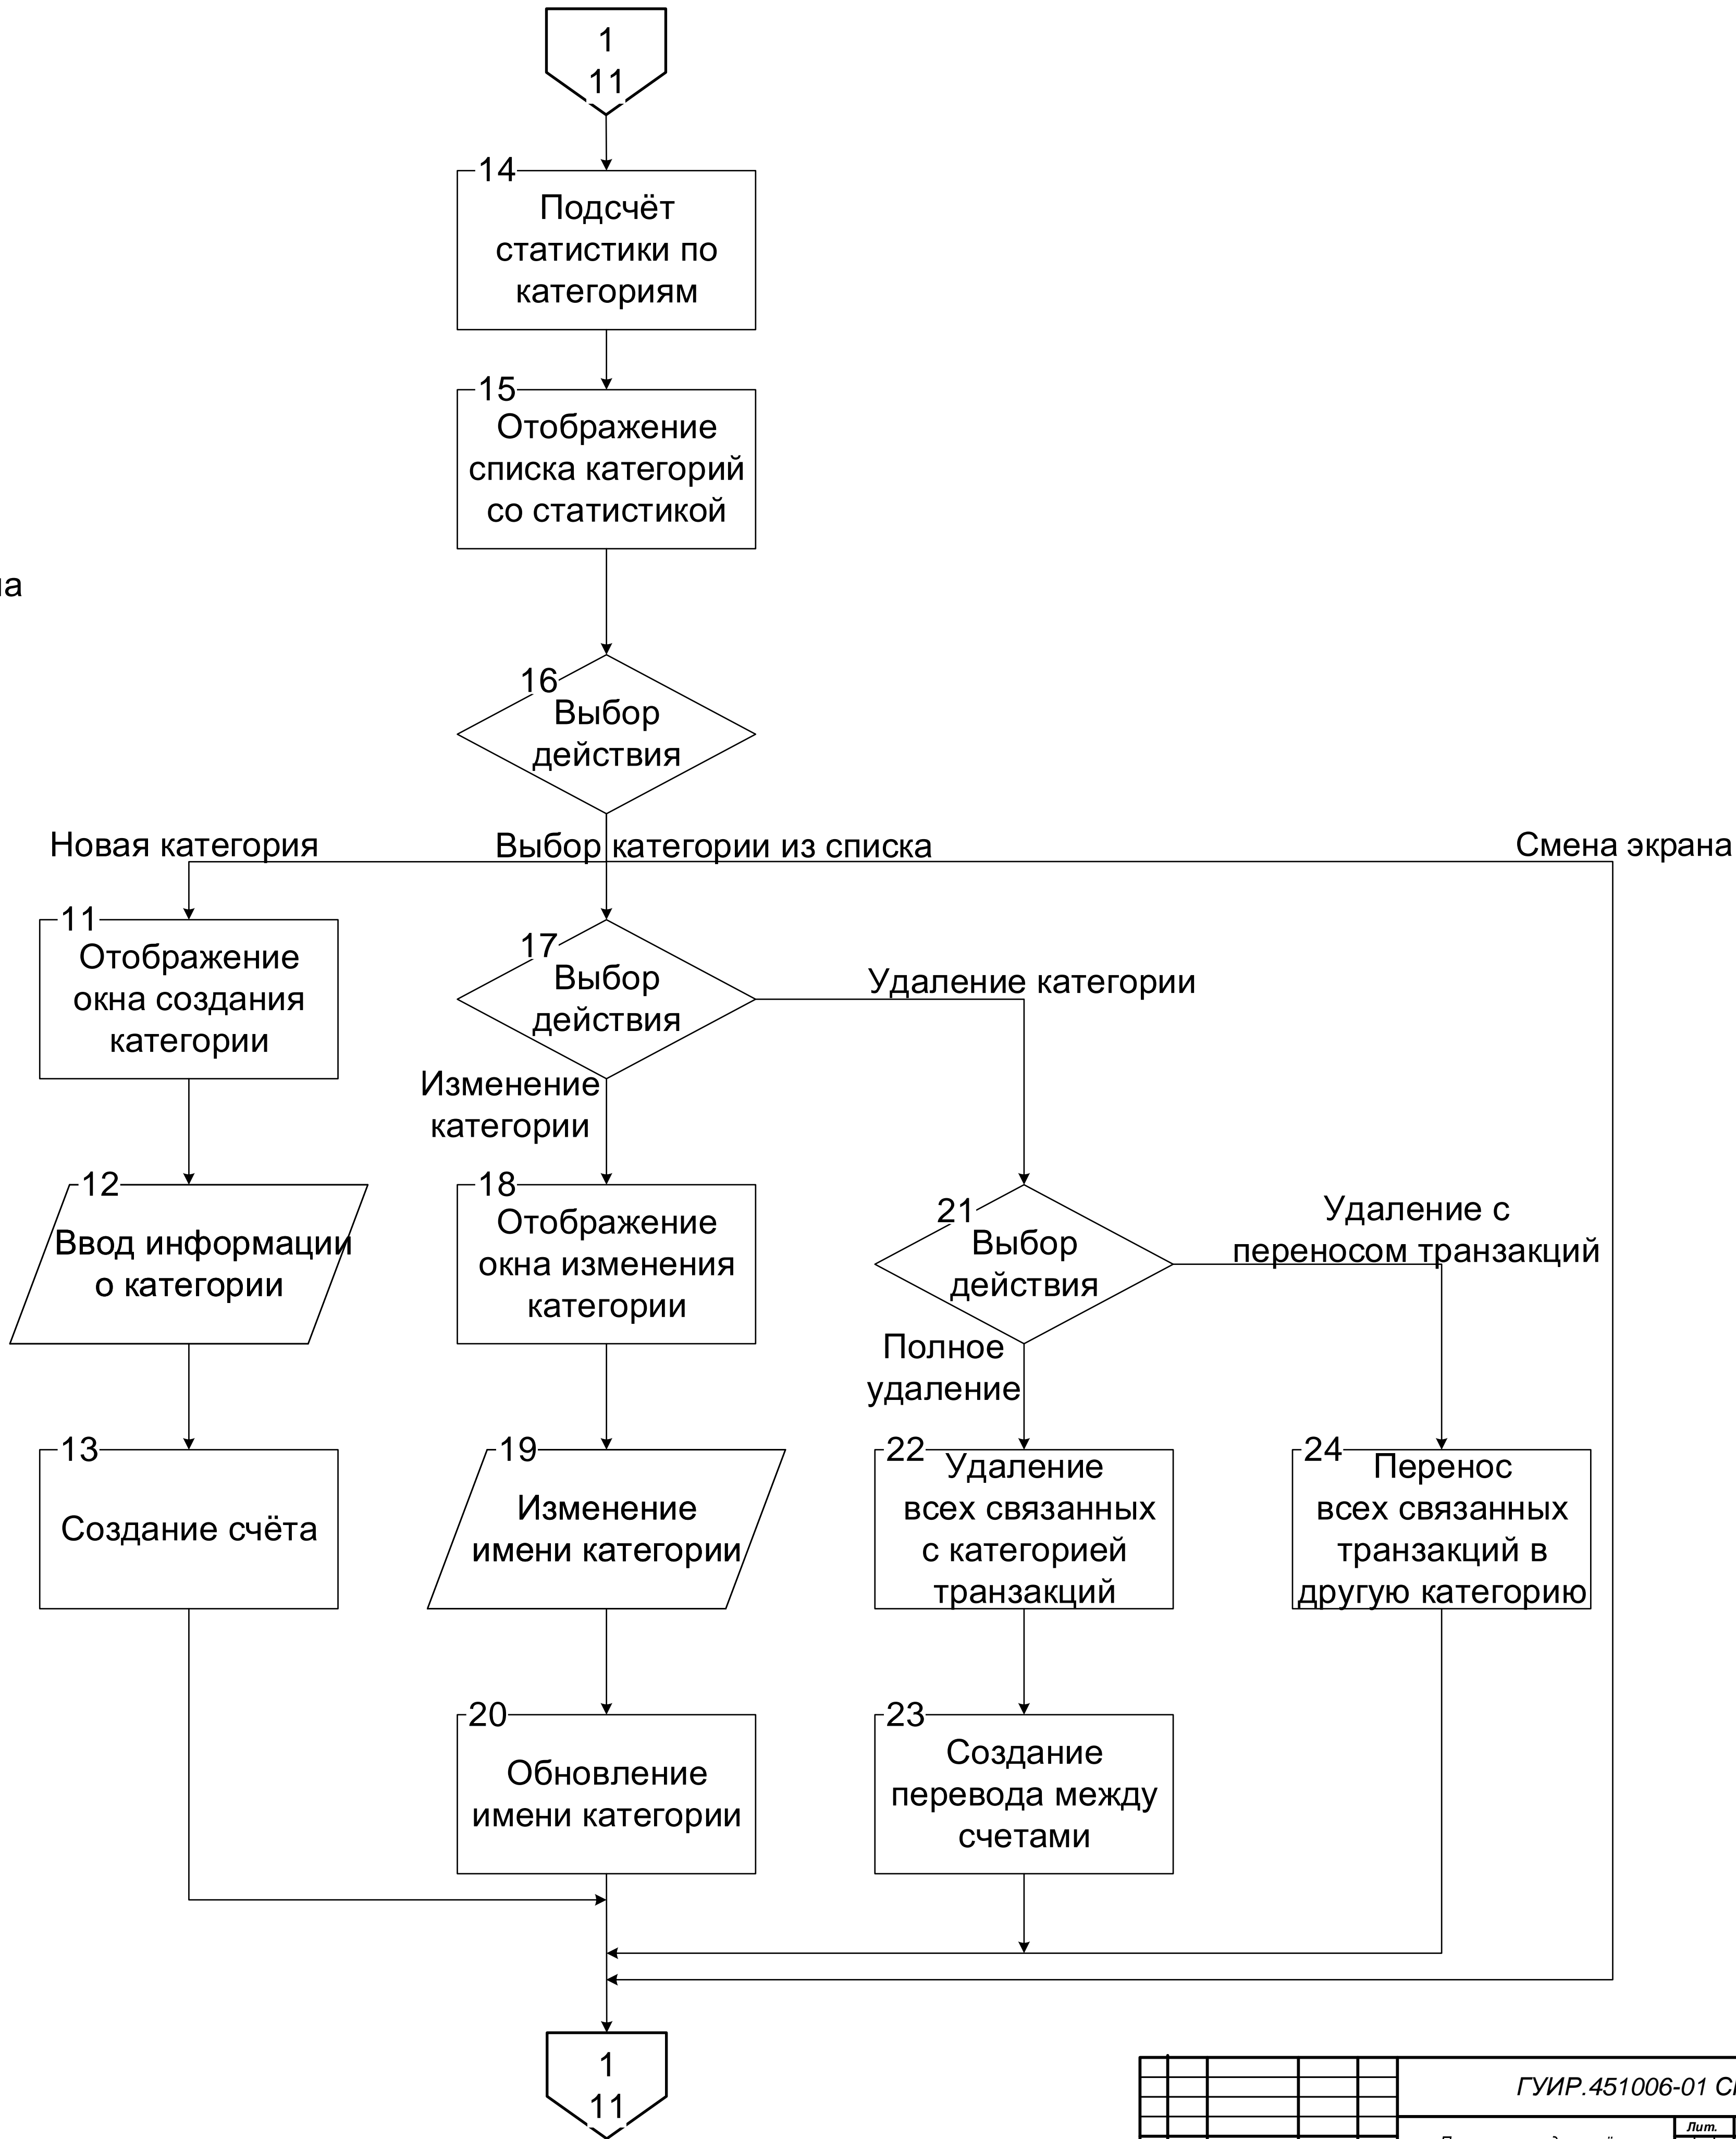 1
11
14
Подсчёт
статистики по
категориям
15
Отображение
списка категорий
со статистикой
16
Выбор
действия
Новая категория
Выбор категории из списка
Смена экрана
11
Отображение
окна создания
категории
17
Выбор
действия
Удаление категории
Изменение
категории
12
Ввод информации
о категории
18
Отображение
окна изменения
категории
21
Выбор
действия
Удаление с
переносом транзакций
Полное
удаление
13
Создание счёта
19
Изменение
имени категории
22
Удаление
всех связанных
с категорией
транзакций
24
Перенос
всех связанных
транзакций в
другую категорию
20
Обновление
имени категории
23
Создание
перевода между
счетами
1
11
ГУИР.451006-01
Лит.